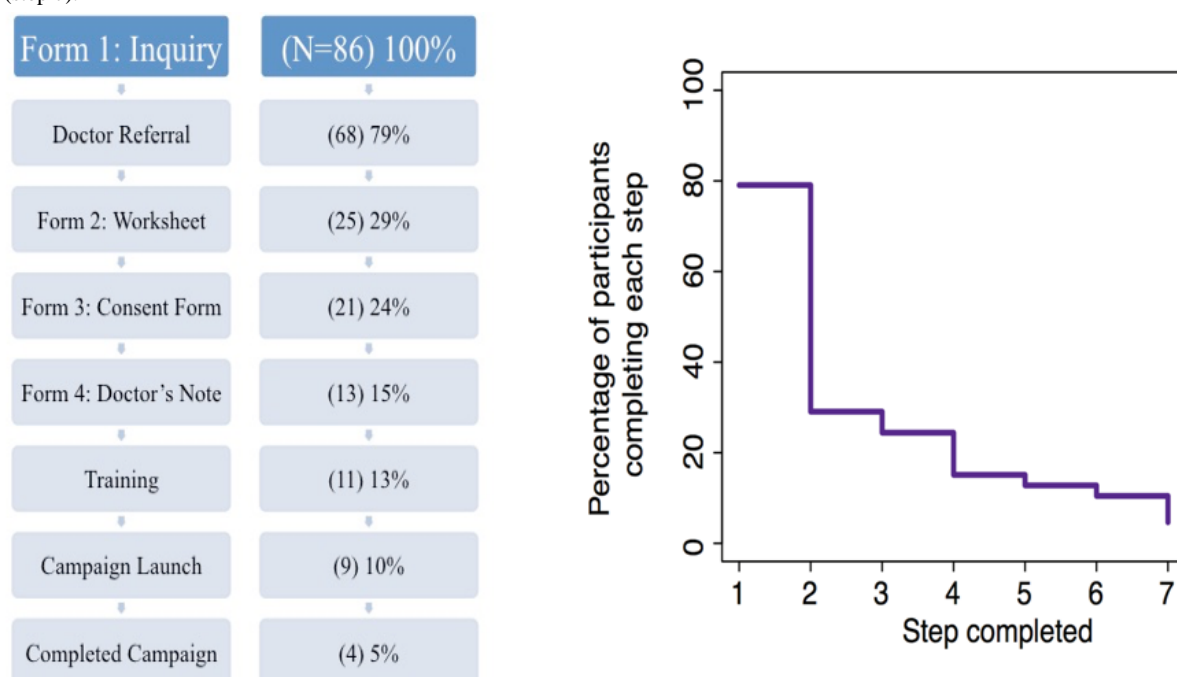 Form 1: Inquiry
(N=86) 100%
Doctor Referral
(68) 79%
Form 2: Worksheet
(25) 29%
Form 3: Consent Form
(21) 24%
Form 4: Doctor's Note
(13) 15%
Training
(11) 13%
Campaign Launch
(9) 10%
Completed Campaign
(4) 5%
Percentage of participants
completing each step
100
80
60
40
20
0
1 2 3 4 5 6 7
Step completed